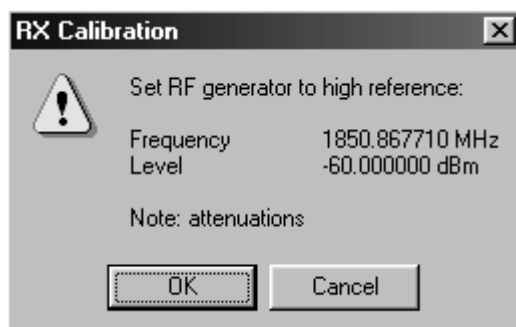 RX Calibration
Set RF generator to high reference:
Frequency 1850.867710 MHz
Level -60.000000 dBm
Note: attenuations
OK Cancel